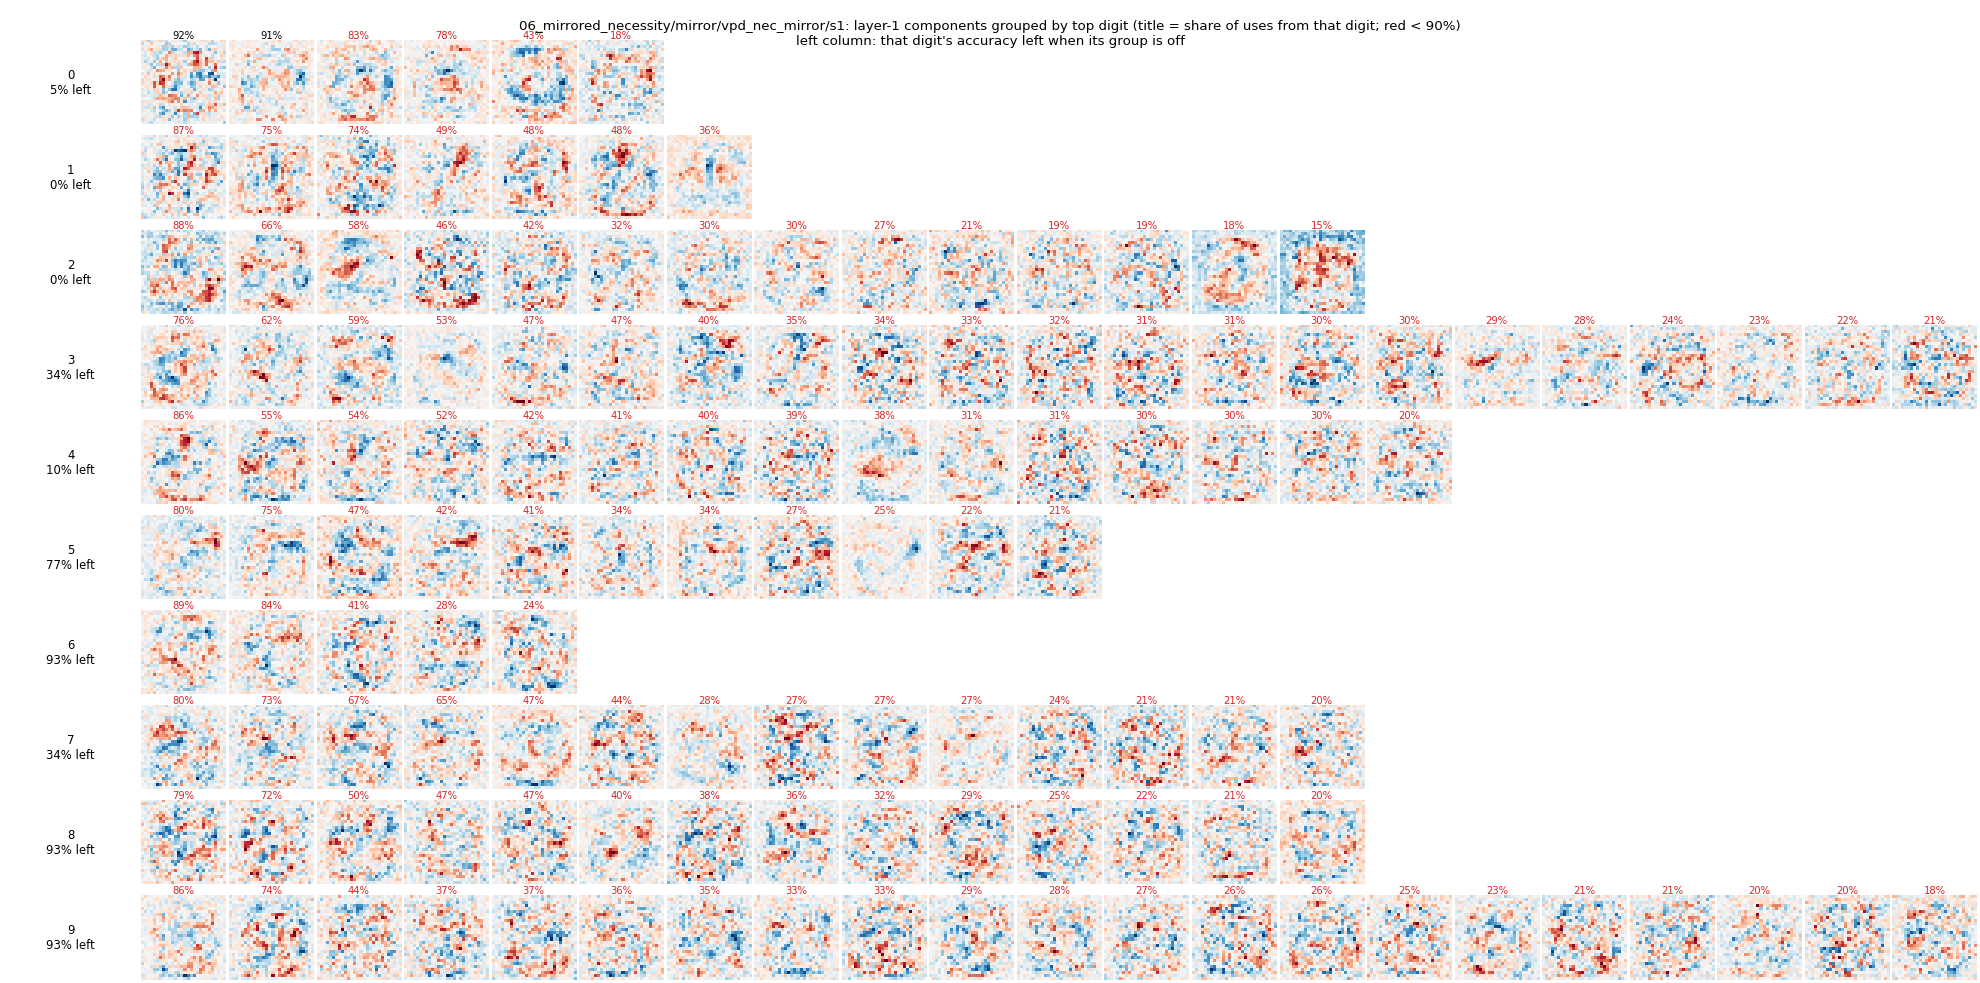 06_mirrored_necessity/mirror/vpd_nec_mirror/s1: layer-1 components grouped by top digit (title = share of uses from that digit; red < 90%)
left column: that digit's accuracy left when its group is off
92% 91% 83% 78% 43% 18%
0
5% left
87% 75% 74% 49% 48% 48% 36%
1
0% left
88% 66% 58% 46% 42% 32% 30% 30% 27% 21% 19% 19% 18% 15%
2
0% left
76% 62% 59% 53% 47% 47% 40% 35% 34% 33% 32% 31% 31% 30% 30% 29% 28% 24% 23% 22% 21%
3
34% left
86% 55% 54% 52% 42% 41% 40% 39% 38% 31% 31% 30% 30% 30% 20%
4
10% left
80% 75% 47% 42% 41% 34% 34% 27% 25% 22% 21%
5
77% left
89% 84% 41% 28% 24%
6
93% left
80% 73% 67% 65% 47% 44% 28% 27% 27% 27% 24% 21% 21% 20%
7
34% left
79% 72% 50% 47% 47% 40% 38% 36% 32% 29% 25% 22% 21% 20%
8
93% left
86% 74% 44% 37% 37% 36% 35% 33% 33% 29% 28% 27% 26% 26% 25% 23% 21% 21% 20% 20% 18%
9
93% left